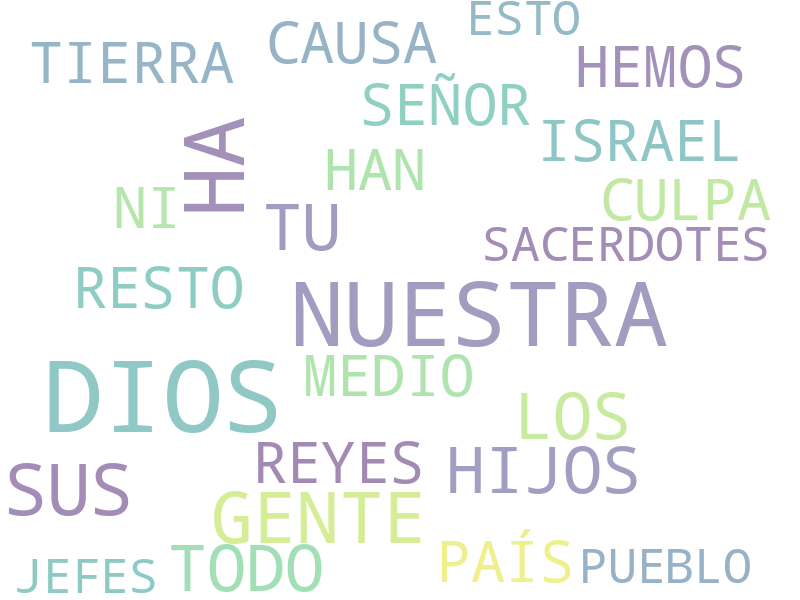 ESTO
CAUSA
TIERRA
HEMOS
SEÑOR
ISRAEL
HA
HAN
NI
CULPA
TU
SACERDOTES
RESTO
NUESTRA
MEDIO
DIOS
LOS
REYES
HIJOS
SUS
GENTE
TODO
PAÍS
PUEBLO
JEFES